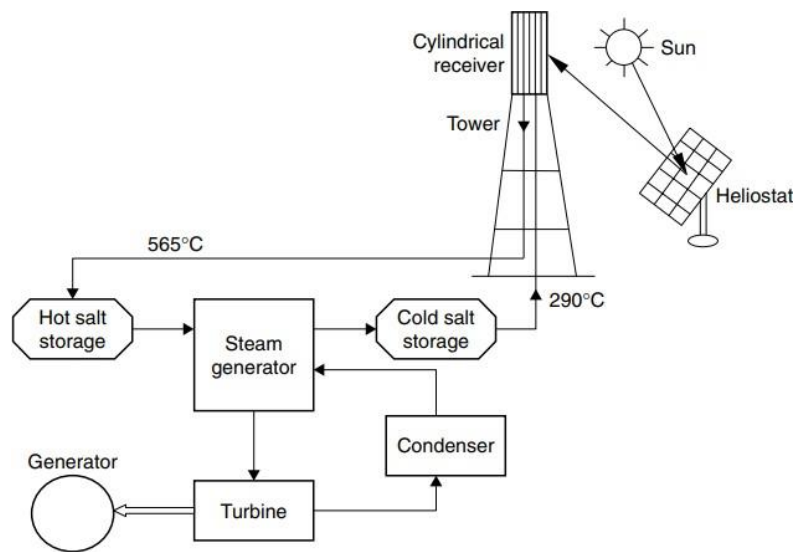 Cylindrical
receiver
Sun
Tower
Heliostat
565°C
290°C
Hot salt
storage
Steam
generator
Cold salt
storage
Condenser
Generator
Turbine